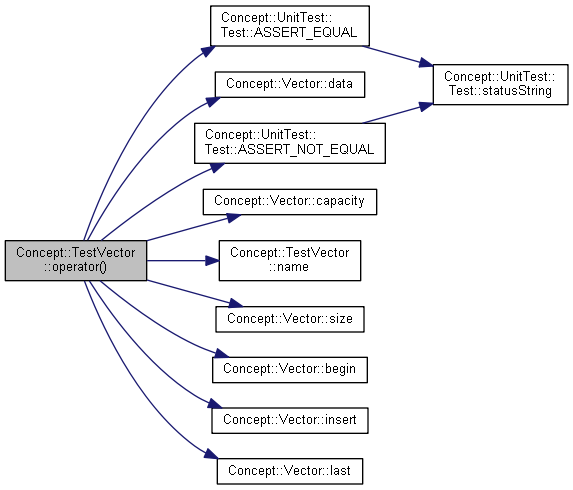 Concept::UnitTest::
Test::ASSERT_EQUAL
Concept::UnitTest::
Test::statusString
Concept::Vector::data
Concept::UnitTest::
Test::ASSERT_NOT_EQUAL
Concept::Vector::capacity
Concept::TestVector
::operator()
Concept::TestVector
::name
Concept::Vector::size
Concept::Vector::begin
Concept::Vector::insert
Concept::Vector::last